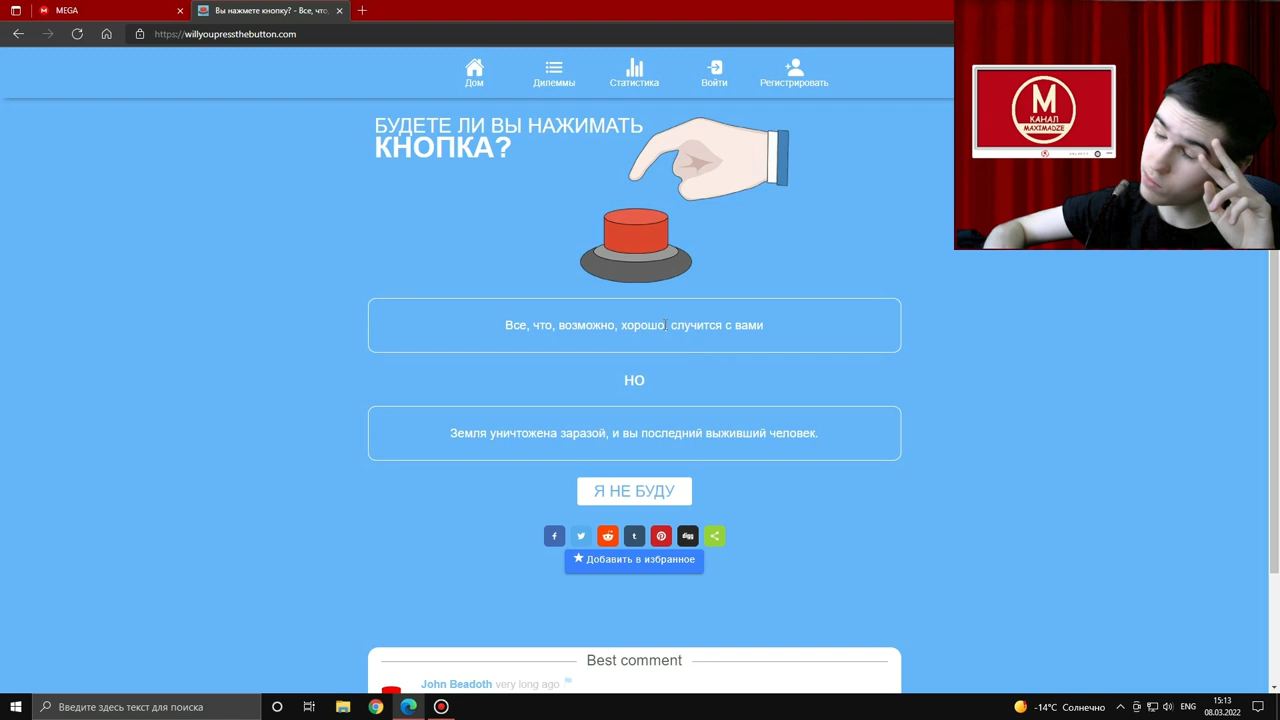 MEGA
Вы нажмете кнопку? - Все, что,
https://willyoupressthebutton.com
Дом
Дилеммы
Статистика
Войти
Регистрировать
БУДЕТЕ ЛИ ВЫ НАЖИМАТЬ
КНОПКА?
М
КАНАЛ
MAXIMADZE
Все, что, возможно, хорошо, случится с вами
НО
Земля уничтожена заразой, и вы последний выживший человек.
Я НЕ БУДУ
Добавить в избранное
Best comment
John Beadoth very long ago
Введите здесь текст для поиска
-14°C Солнечно
ENG
15:13
08.03.2022